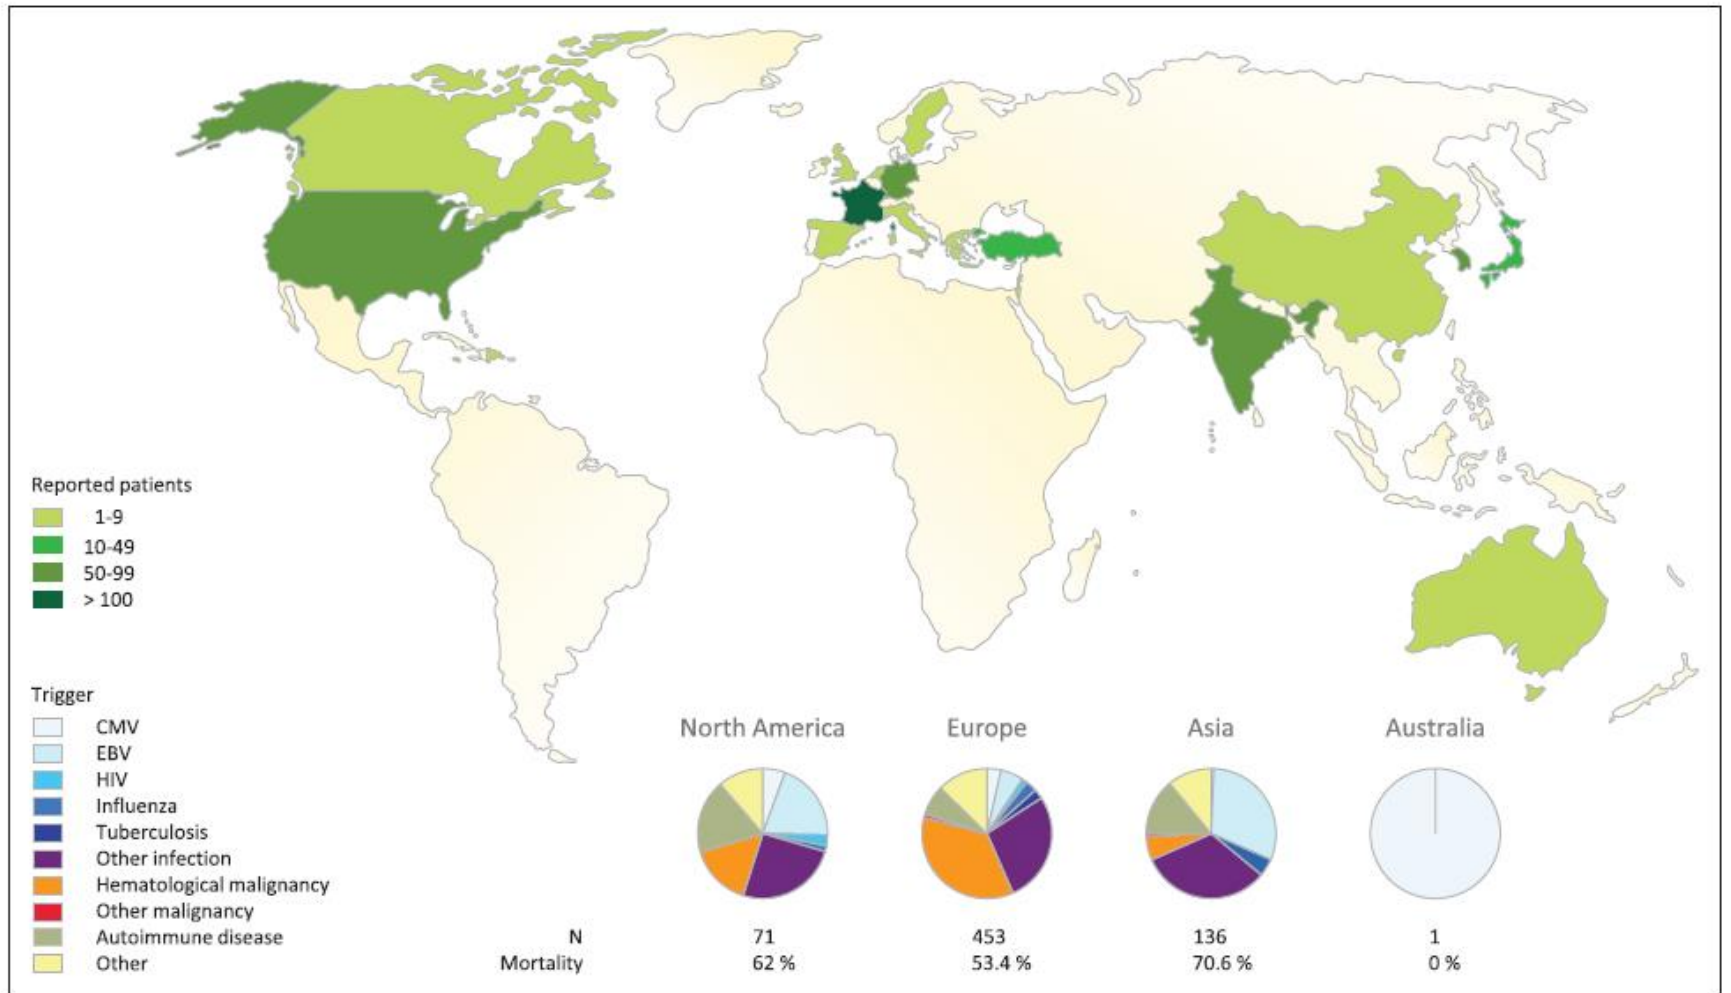 Reported patients
1-9
10-49
50-99
> 100
Trigger
CMV
EBV
HIV
Influenza
Tuberculosis
Other infection
Hematological malignancy
Other malignancy
Autoimmune disease
Other
North America Europe Asia Australia
N 71 453 136 1
Mortality 62 % 53.4 % 70.6 % 0 %